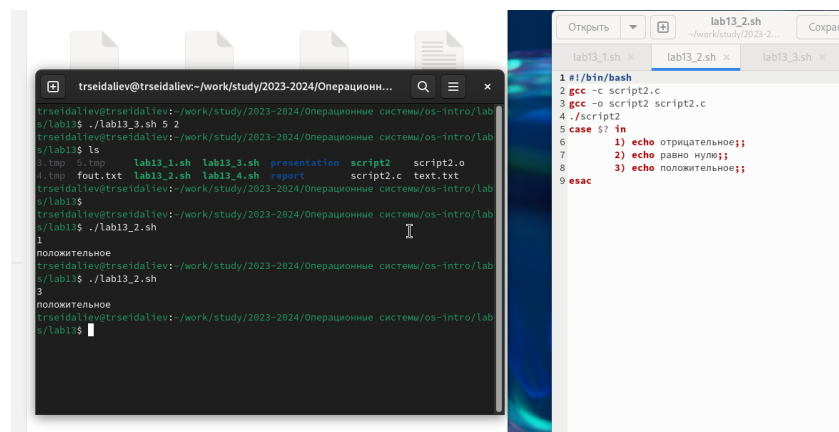 trseidaliev@trseidaliev:~/work/study/2023-2024/Операционн...
trseidaliev@trseidaliev:~/work/study/2023-2024/Операционные системы/os-intro/lab
s/lab13$ ./lab13_3.sh 5 2
trseidaliev@trseidaliev:~/work/study/2023-2024/Операционные системы/os-intro/lab
s/lab13$ ls
3.tmp 5.tmp lab13_1.sh lab13_3.sh presentation script2 script2.o
4.tmp fout.txt lab13_2.sh lab13_4.sh report script2.c text.txt
trseidaliev@trseidaliev:~/work/study/2023-2024/Операционные системы/os-intro/lab
s/lab13$
trseidaliev@trseidaliev:~/work/study/2023-2024/Операционные системы/os-intro/lab
s/lab13$ ./lab13_2.sh
1
положительное
trseidaliev@trseidaliev:~/work/study/2023-2024/Операционные системы/os-intro/lab
s/lab13$ ./lab13_2.sh
3
положительное
trseidaliev@trseidaliev:~/work/study/2023-2024/Операционные системы/os-intro/lab
s/lab13$
Открыть
lab13_2.sh
~/work/study/2023-2...
Сохран
lab13_1.sh × lab13_2.sh × lab13_3.sh ×
1 #!/bin/bash
2 gcc -c script2.c
3 gcc -o script2 script2.c
4 ./script2
5 case $? in
6 1) echo отрицательное;;
7 2) echo равно нулю;;
8 3) echo положительное;;
9 esac